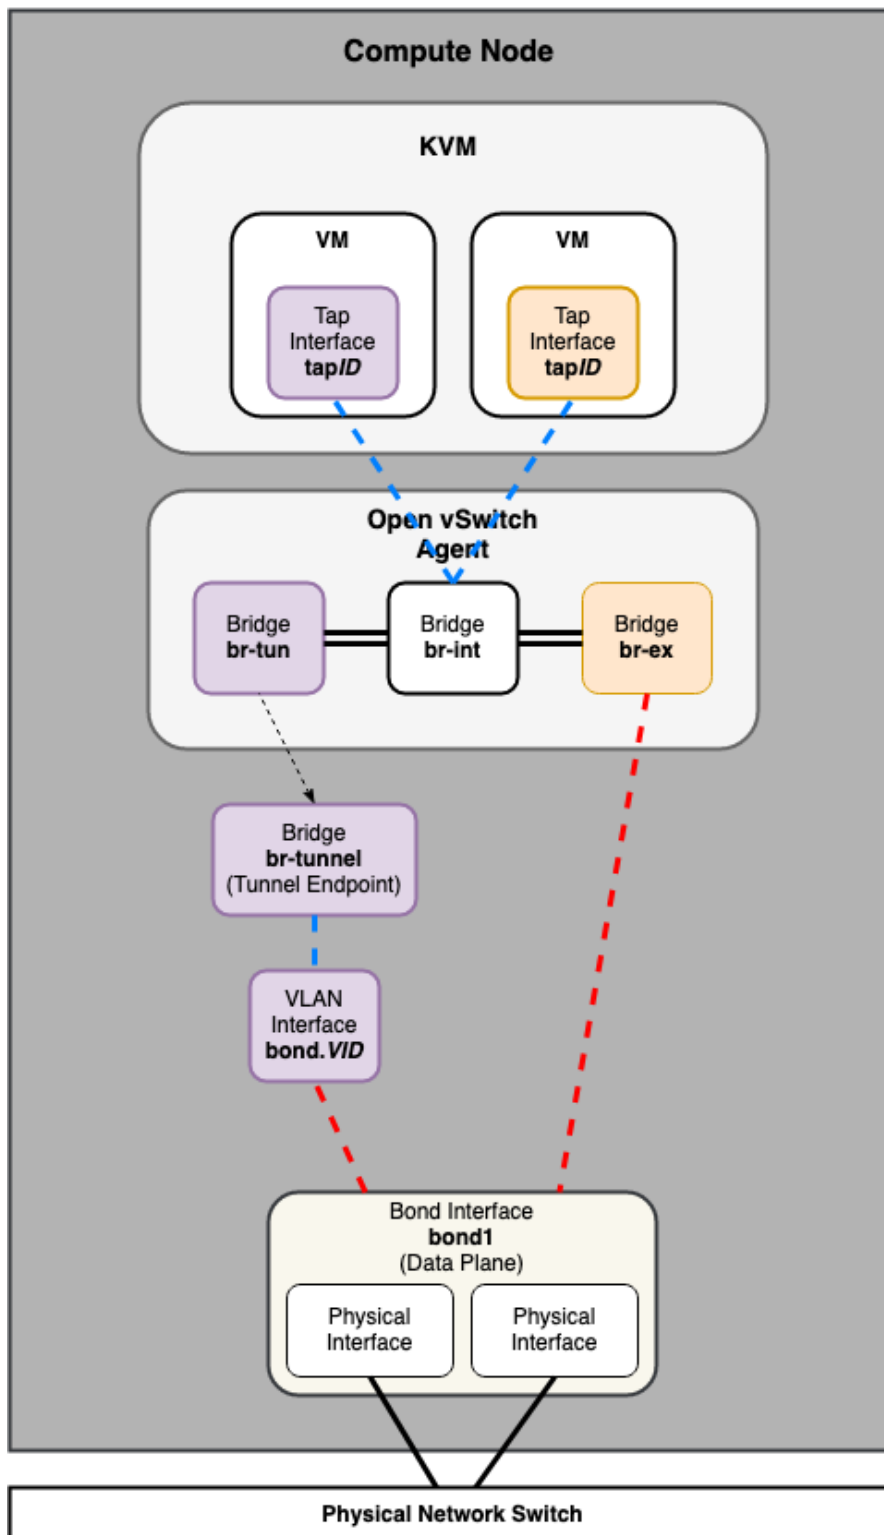 Compute Node
KVM
VM
VM
Tap
Interface
tapID
Tap
Interface
tapID
Open vSwitch
Agent
Bridge
br-tun
Bridge
br-int
Bridge
br-ex
Bridge
br-tunnel
(Tunnel Endpoint)
VLAN
Interface
bond.VID
Bond Interface
bond1
(Data Plane)
Physical
Interface
Physical
Interface
Physical Network Switch